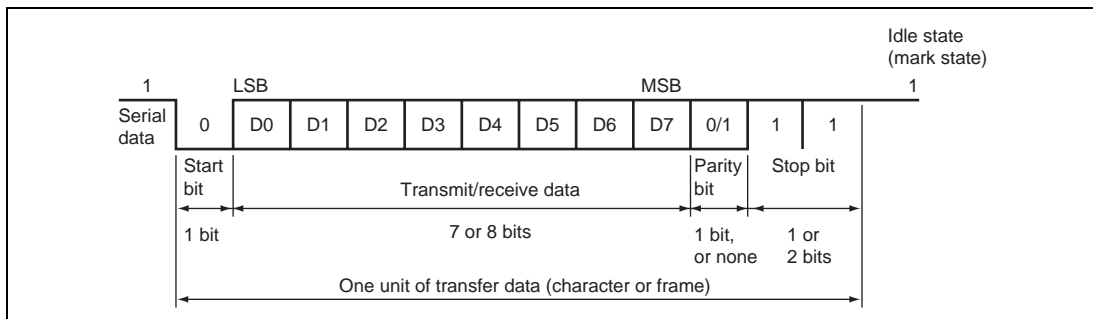 Idle state
(mark state)
1 LSB MSB 1
Serial
data
0 D0 D1 D2 D3 D4 D5 D6 D7 0/1 1 1
Start
bit
Transmit/receive data
Parity
bit
Stop bit
1 bit
7 or 8 bits
1 bit,
or none
1 or
2 bits
One unit of transfer data (character or frame)